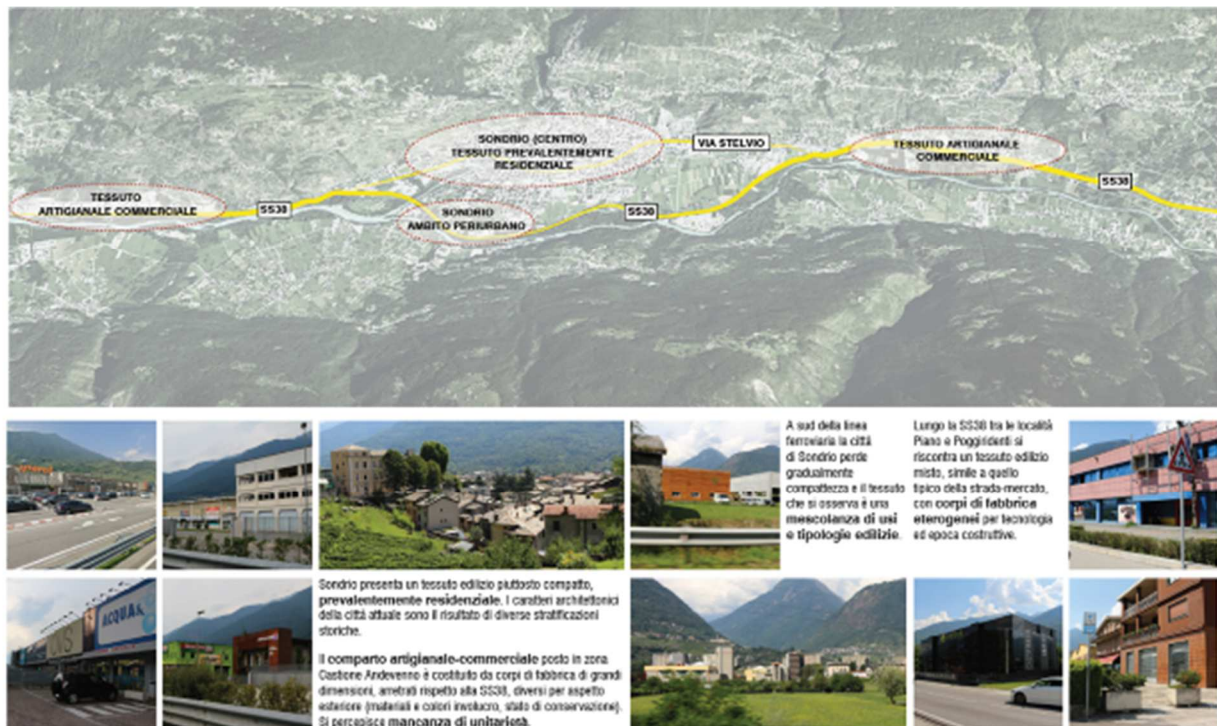 SONDRIO (CENTRO)
TESSUTO PREVALENTEMENTE
RESIDENZIALE
VIA STELVIO
TESSUTO ARTIGIANALE
COMMERCIALE
SS38
TESSUTO
ARTIGIANALE COMMERCIALE
SS38
SONDRIO
AMBITO PERIURBANO
SS38
A sud della linea
ferroviaria la città
di Sondrio perde
gradualmente
compattezza e il tessuto
che si osserva è una
mescolanza di usi
e tipologie edilizie.
Lungo la SS38 tra le località
Piano e Poggiridenti si
riscontra un tessuto edilizio
misto, simile a quello
tipico della strada-mercato,
con corpi di fabbrica
eterogenei per tecnologia
ed epoca costruttive.
ACQUA
Sondrio presenta un tessuto edilizio piuttosto compatto,
prevalentemente residenziale. I caratteri architettonici
della città attuale sono il risultato di diverse stratificazioni
storiche.
Il comparto artigianale-commerciale posto in zona
Castione Andevenno è costituito da corpi di fabbrica di grandi
dimensioni, arretrati rispetto alla SS38, diversi per aspetto
esteriore (materiali e colori involucro, stato di conservazione).
Si percepisce mancanza di unitarietà.